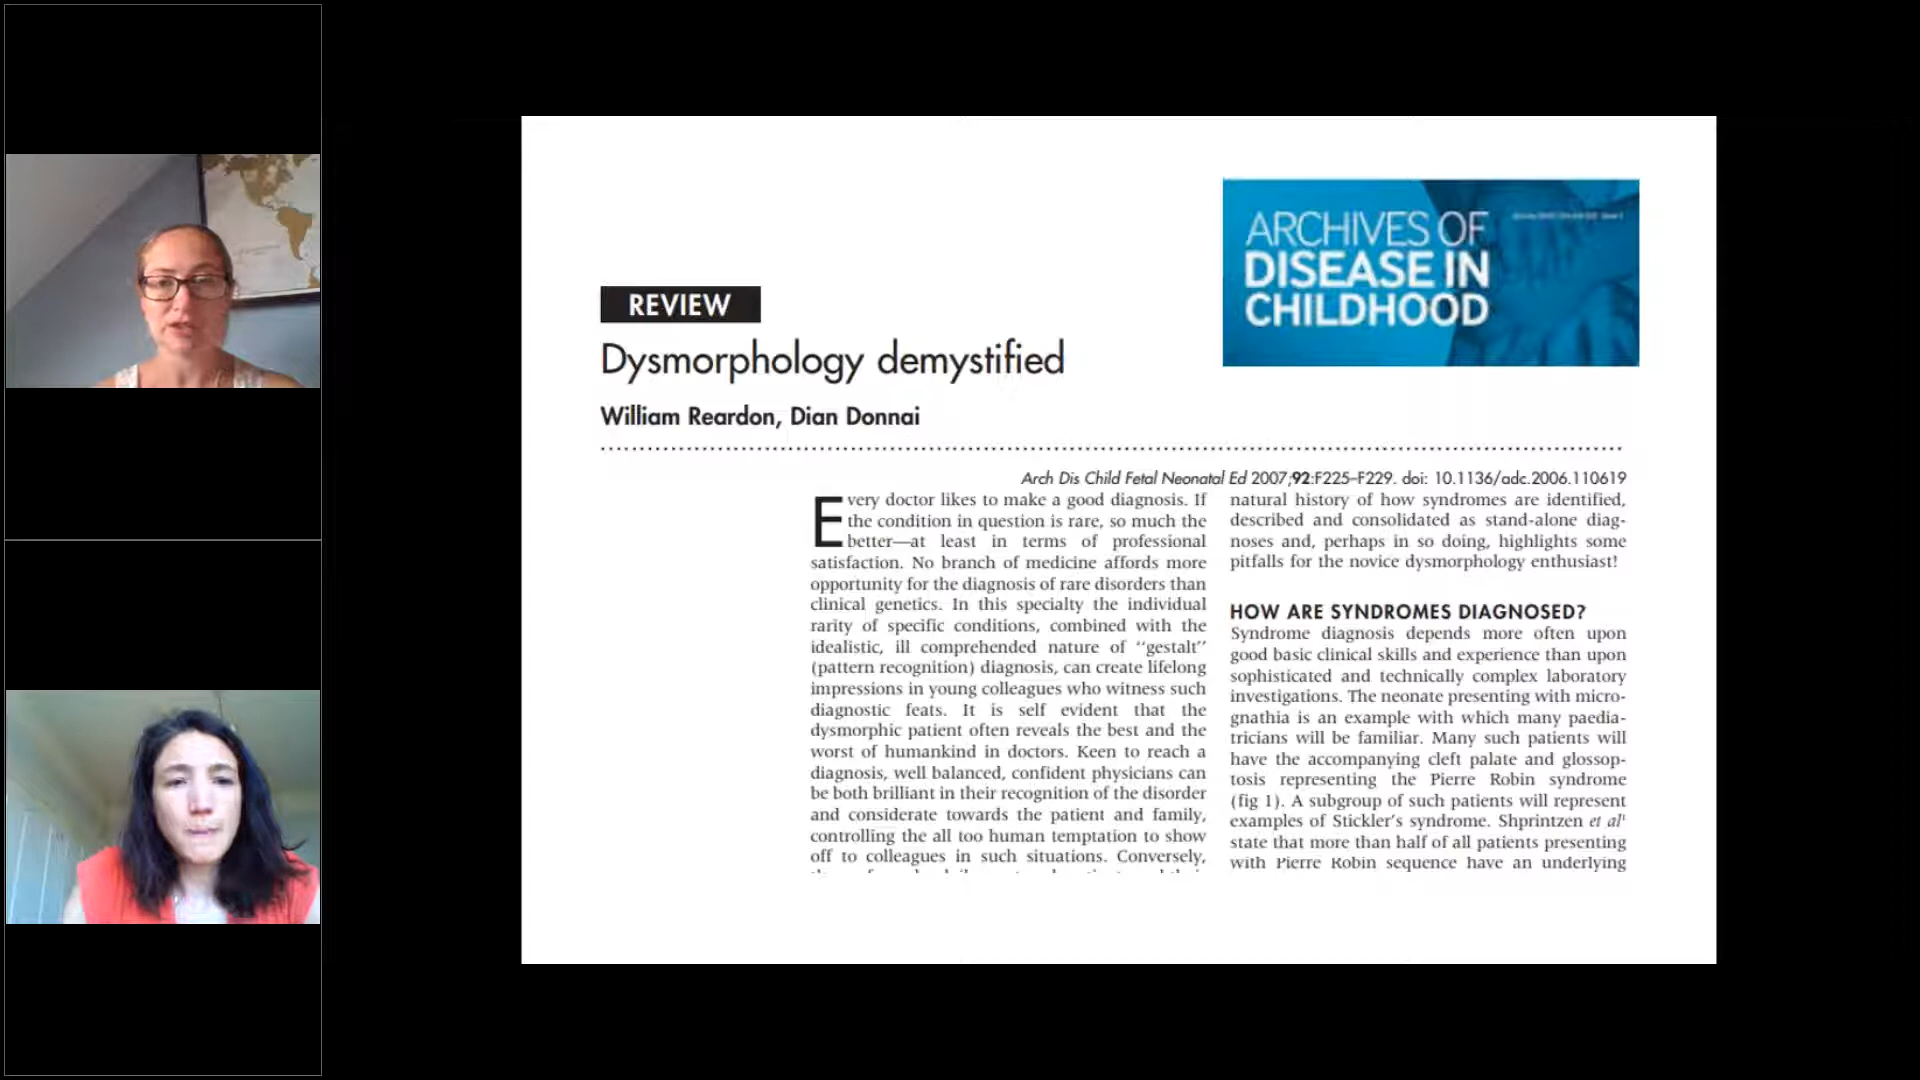 ARCHIVES OF
DISEASE IN
CHILDHOOD
REVIEW
Dysmorphology demystified
William Reardon, Dian Donnai
Arch Dis Child Fetal Neonatal Ed 2007;92:F225–F229. doi: 10.1136/adc.2006.110619
Every doctor likes to make a good diagnosis. If
the condition in question is rare, so much the
better—at least in terms of professional
satisfaction. No branch of medicine affords more
opportunity for the diagnosis of rare disorders than
clinical genetics. In this specialty the individual
rarity of specific conditions, combined with the
idealistic, ill comprehended nature of ‘‘gestalt’’
(pattern recognition) diagnosis, can create lifelong
impressions in young colleagues who witness such
diagnostic feats. It is self evident that the
dysmorphic patient often reveals the best and the
worst of humankind in doctors. Keen to reach a
diagnosis, well balanced, confident physicians can
be both brilliant in their recognition of the disorder
and considerate towards the patient and family,
controlling the all too human temptation to show
off to colleagues in such situations. Conversely,
natural history of how syndromes are identified,
described and consolidated as stand-alone diag-
noses and, perhaps in so doing, highlights some
pitfalls for the novice dysmorphology enthusiast!
HOW ARE SYNDROMES DIAGNOSED?
Syndrome diagnosis depends more often upon
good basic clinical skills and experience than upon
sophisticated and technically complex laboratory
investigations. The neonate presenting with micro-
gnathia is an example with which many paedia-
tricians will be familiar. Many such patients will
have the accompanying cleft palate and glossop-
tosis representing the Pierre Robin syndrome
(fig 1). A subgroup of such patients will represent
examples of Stickler’s syndrome. Shprintzen et al¹
state that more than half of all patients presenting
with Pierre Robin sequence have an underlying